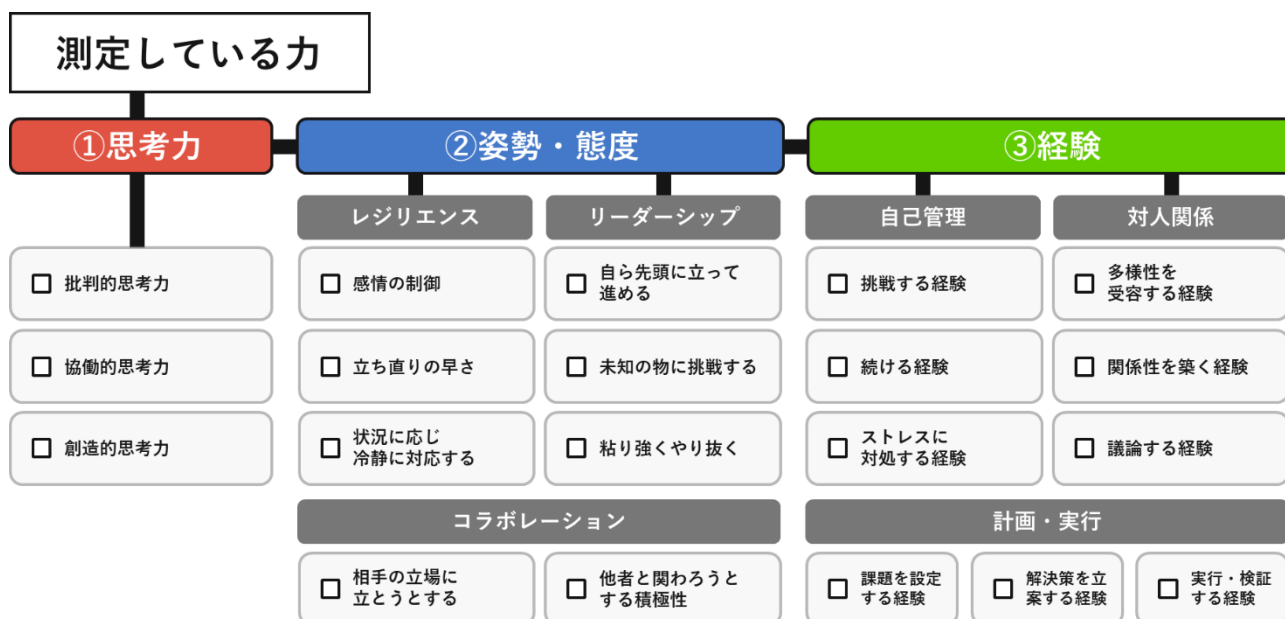 測定している力
①思考力
②姿勢・態度
③経験
レジリエンス
リーダーシップ
自己管理
対人関係
批判的思考力
感情の制御
自ら先頭に立って
進める
挑戦する経験
多様性を
受容する経験
協働的思考力
立ち直りの早さ
未知の物に挑戦する
続ける経験
関係性を築く経験
創造的思考力
状況に応じ
冷静に対応する
粘り強くやり抜く
ストレスに
対処する経験
議論する経験
コラボレーション
計画・実行
相手の立場に
立とうとする
他者と関わろうと
する積極性
課題を設定
する経験
解決策を立
案する経験
実行・検証
する経験